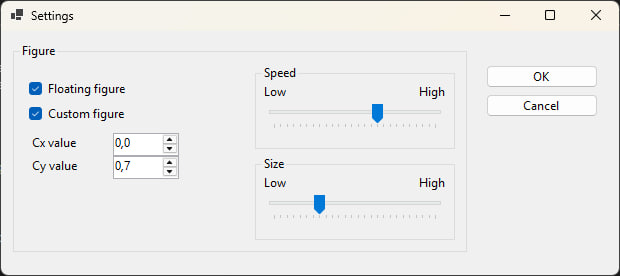 Settings
Figure
Floating figure
Custom figure
Cx value 0,0
Cy value 0,7
Speed
Low High
Size
Low High
OK
Cancel